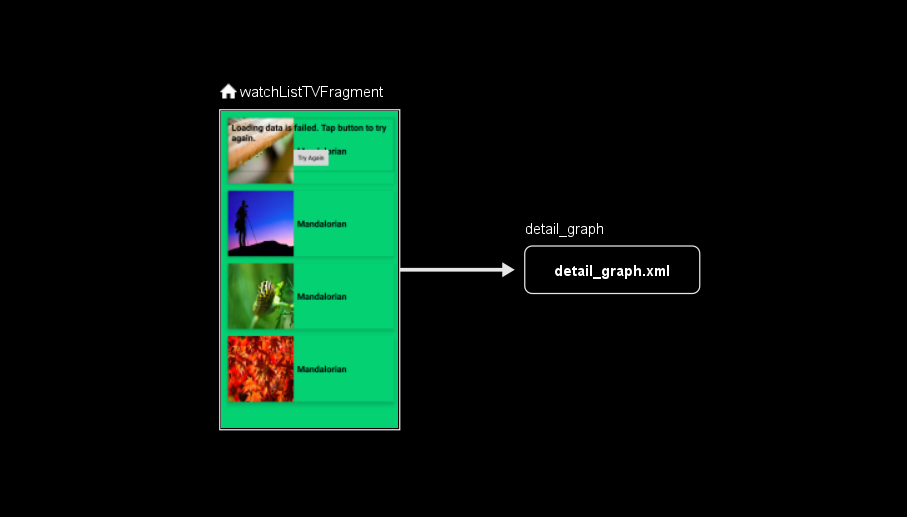 watchListTVFragment
Loading data is failed. Tap button to try
again.
Mandalorian
Try Again
Mandalorian
Mandalorian
Mandalorian
detail_graph
detail_graph.xml